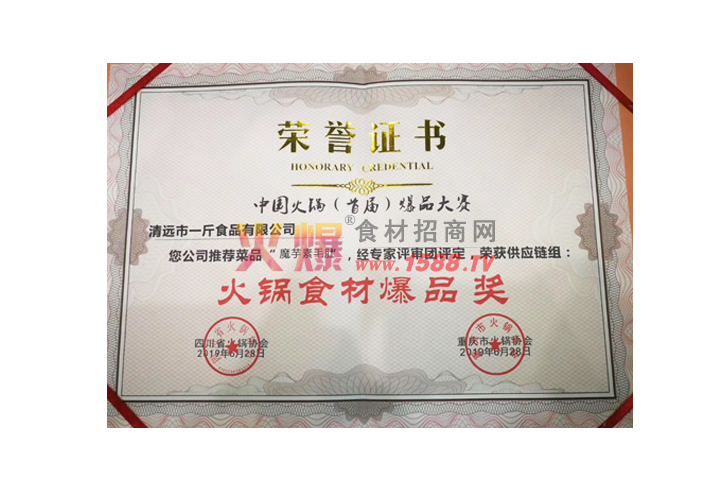 荣誉证书
HONORARY CREDENTIAL
中国火锅（首届）爆品大赛
清远市一斤食品有限公司
火爆®食材招商网
www.1588.TV
您公司推荐菜品“魔芋素毛肚”，经专家评审团评定，荣获供应链组：
火锅食材爆品奖
四川省火锅协会
2019年6月28日
重庆市火锅协会
2019年6月28日